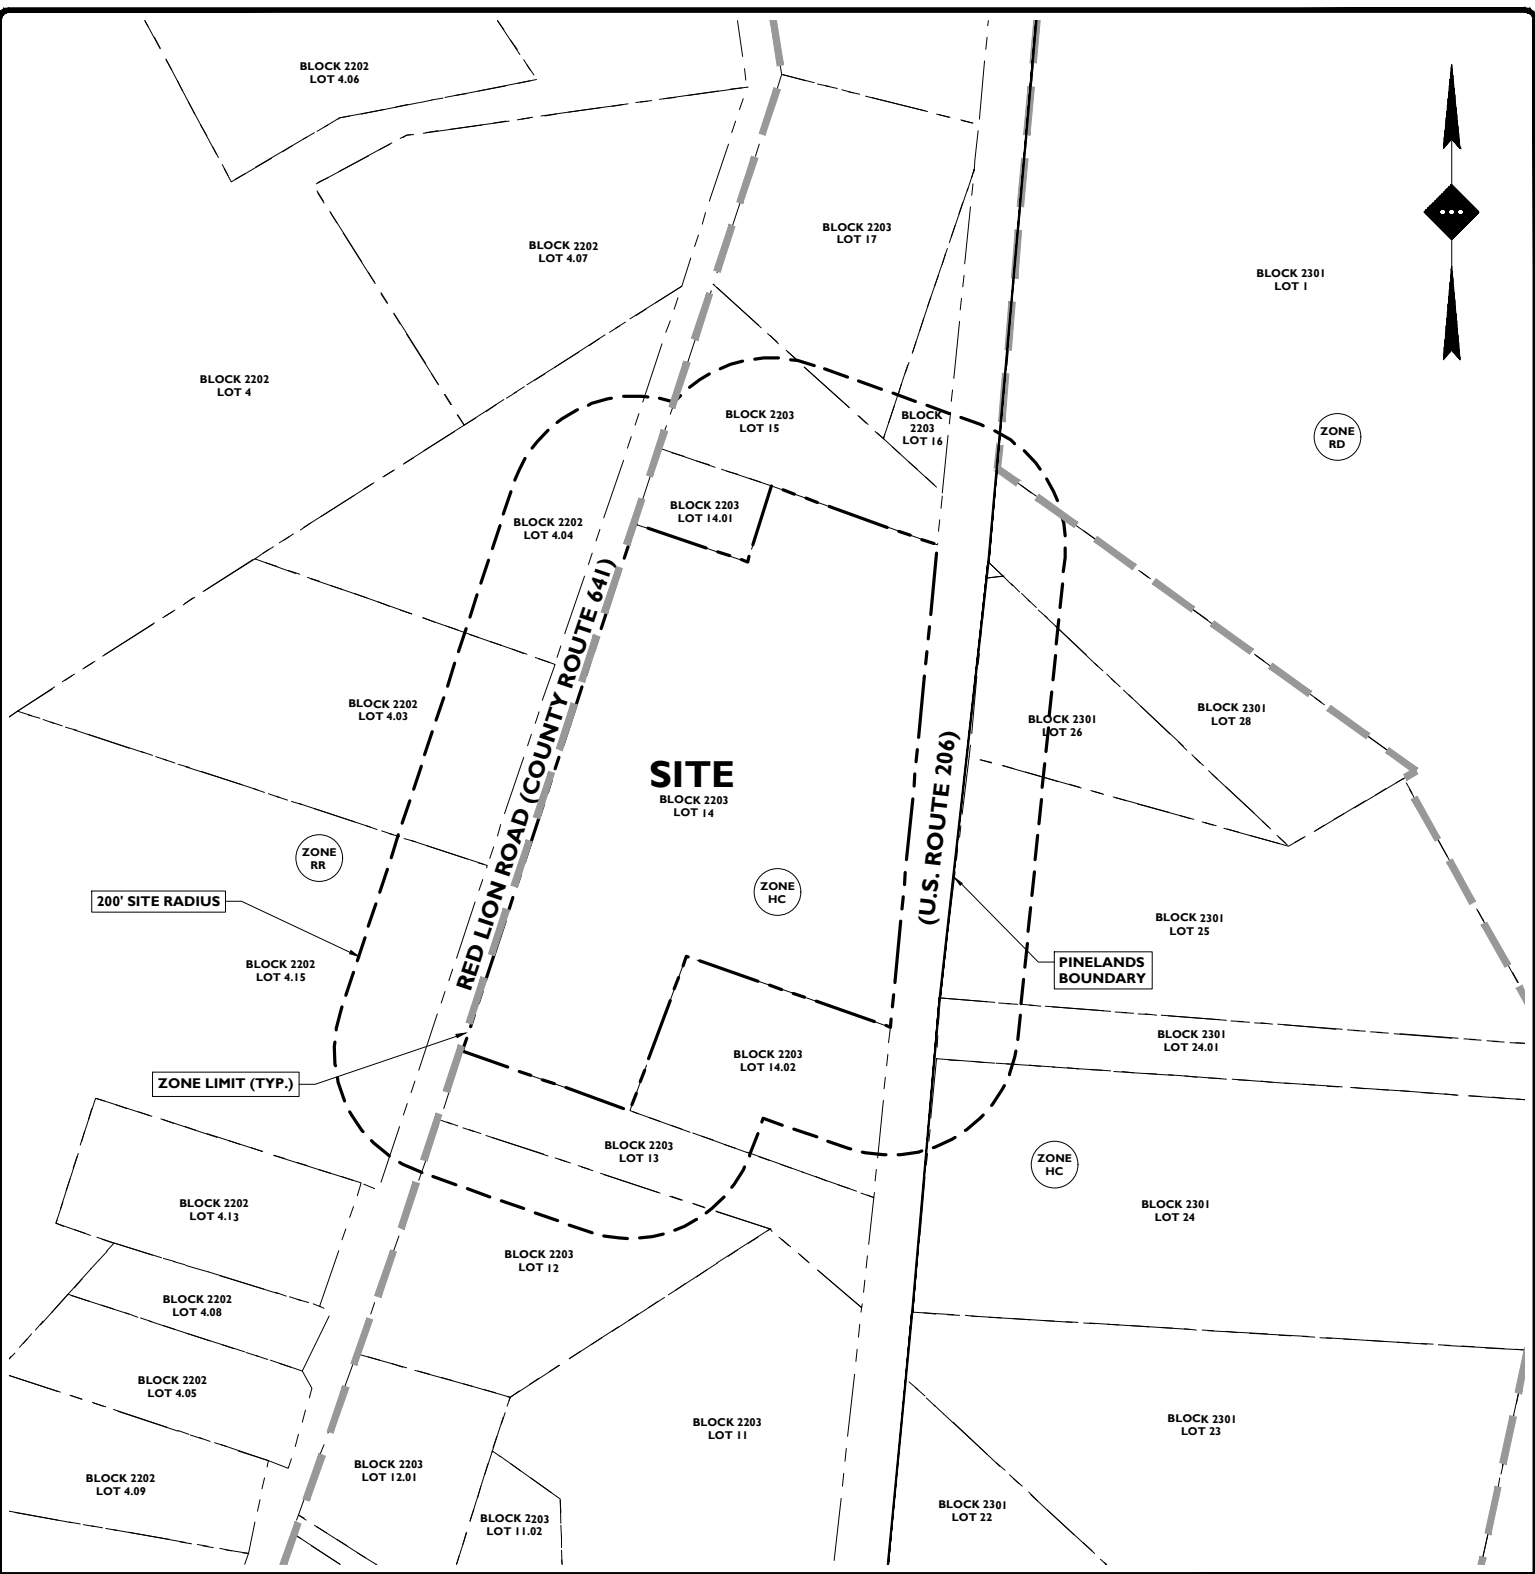 BLOCK 2202
LOT 4.06
BLOCK 2203
LOT 17
BLOCK 2202
LOT 4.07
BLOCK 2301
LOT 1
BLOCK 2202
LOT 4
BLOCK 2203
LOT 15
BLOCK
2203
LOT 16
ZONE
RD
BLOCK 2203
LOT 14.01
BLOCK 2202
LOT 4.04
RED LION ROAD (COUNTY ROUTE 641)
BLOCK 2202
LOT 4.03
BLOCK 2301
LOT 26
BLOCK 2301
LOT 28
SITE
BLOCK 2203
LOT 14
(U.S. ROUTE 206)
ZONE
RR
ZONE
HC
200' SITE RADIUS
BLOCK 2301
LOT 25
BLOCK 2202
LOT 4.15
PINELANDS
BOUNDARY
BLOCK 2301
LOT 24.01
BLOCK 2203
LOT 14.02
ZONE LIMIT (TYP.)
BLOCK 2203
LOT 13
ZONE
HC
BLOCK 2202
LOT 4.13
BLOCK 2301
LOT 24
BLOCK 2203
LOT 12
BLOCK 2202
LOT 4.08
BLOCK 2202
LOT 4.05
BLOCK 2203
LOT 11
BLOCK 2301
LOT 23
BLOCK 2203
LOT 12.01
BLOCK 2202
LOT 4.09
BLOCK 2203
LOT 11.02
BLOCK 2301
LOT 22